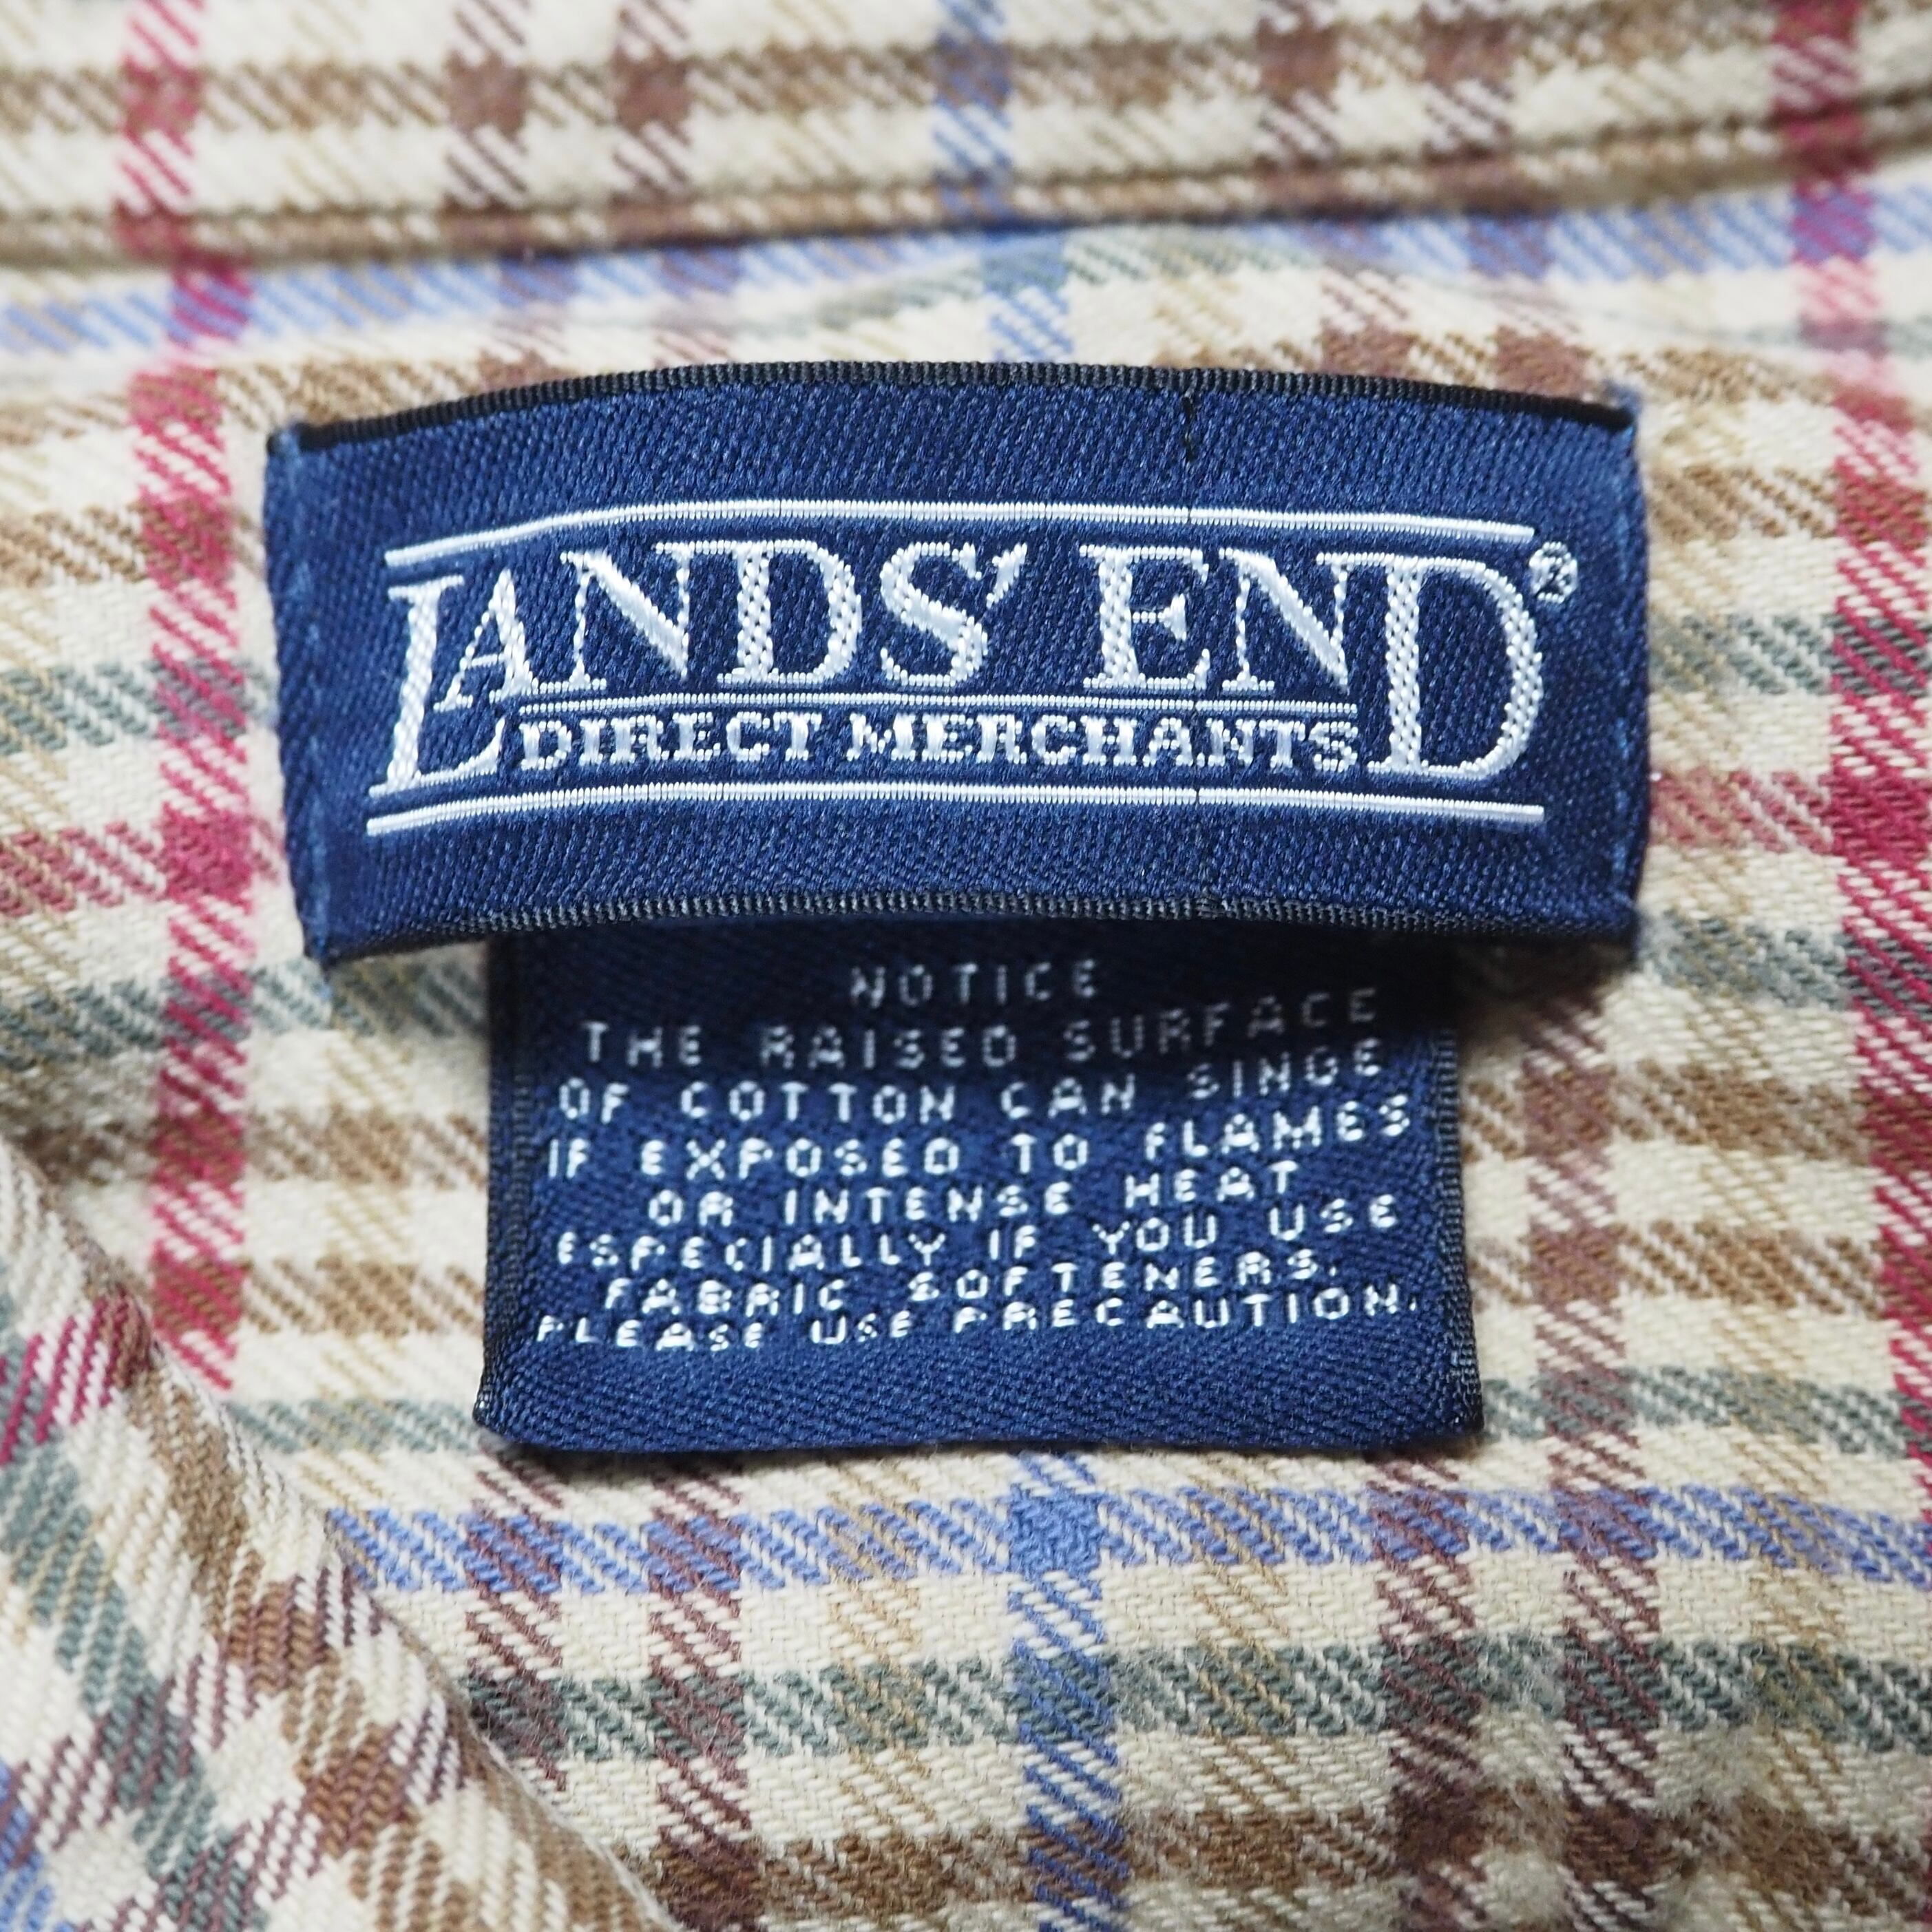 LANDS' END®
DIRECT MERCHANTS
NOTICE
THE RAISED SURFACE
OF COTTON CAN SINGE
IF EXPOSED TO FLAMES
OR INTENSE HEAT
ESPECIALLY IF YOU USE
FABRIC SOFTENERS.
PLEASE USE PRECAUTION.